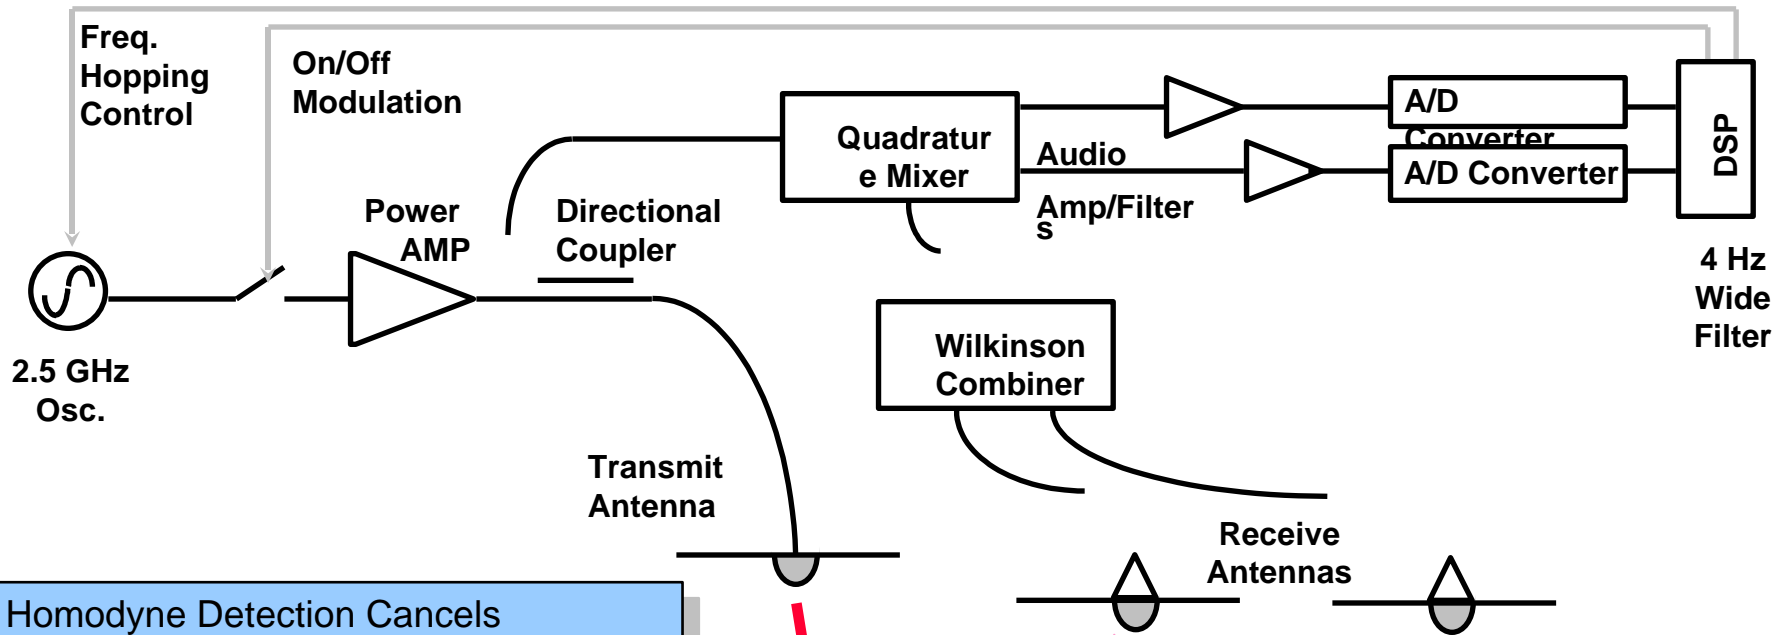 Freq.
Hopping
Control
On/Off
Modulation
Quadratur
e Mixer
Audio
Amp/Filter
s
A/D
Converter
A/D Converter
DSP
4 Hz
Wide
Filter
Power
AMP
Directional
Coupler
2.5 GHz
Osc.
Wilkinson
Combiner
Transmit
Antenna
Receive
Antennas
Homodyne Detection Cancels